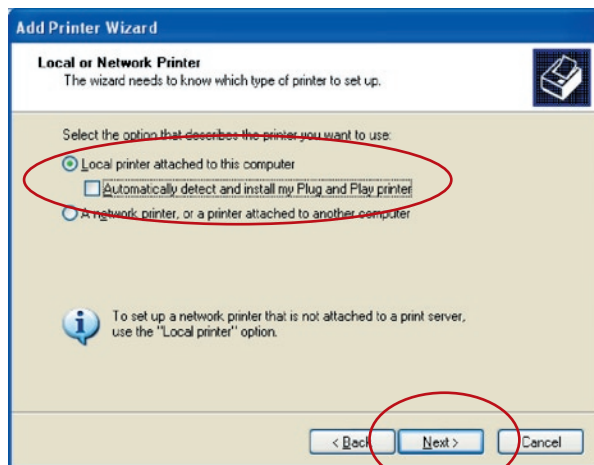 Add Printer Wizard
Local or Network Printer
The wizard needs to know which type of printer to set up.
Select the option that describes the printer you want to use:
Local printer attached to this computer
Automatically detect and install my Plug and Play printer
A network printer, or a printer attached to another computer
To set up a network printer that is not attached to a print server,
use the "Local printer" option.
< Back Next > Cancel